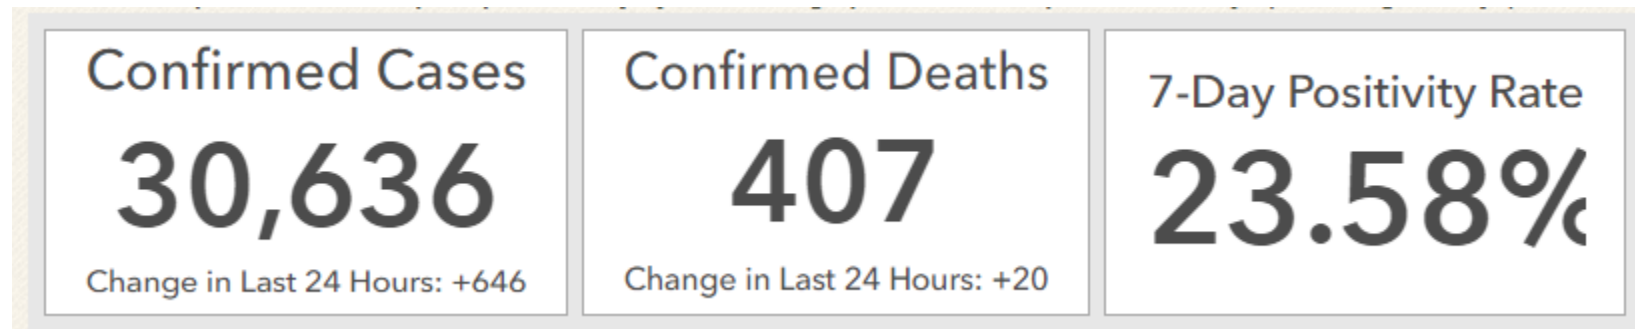 Confirmed Cases
30,636
Change in Last 24 Hours: +646
Confirmed Deaths
407
Change in Last 24 Hours: +20
7-Day Positivity Rate
23.58%